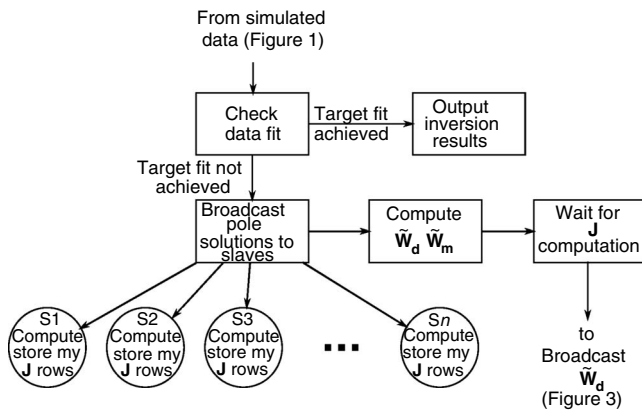 From simulated
data (Figure 1)
Check
data fit
Target fit
achieved
Output
inversion
results
Target fit not
achieved
Broadcast
pole
solutions to
slaves
Compute
W̃d W̃m
Wait for
J
computation
S1
Compute
store my
J rows
S2
Compute
store my
J rows
S3
Compute
store my
J rows
...
Sn
Compute
store my
J rows
to
Broadcast
W̃d
(Figure 3)